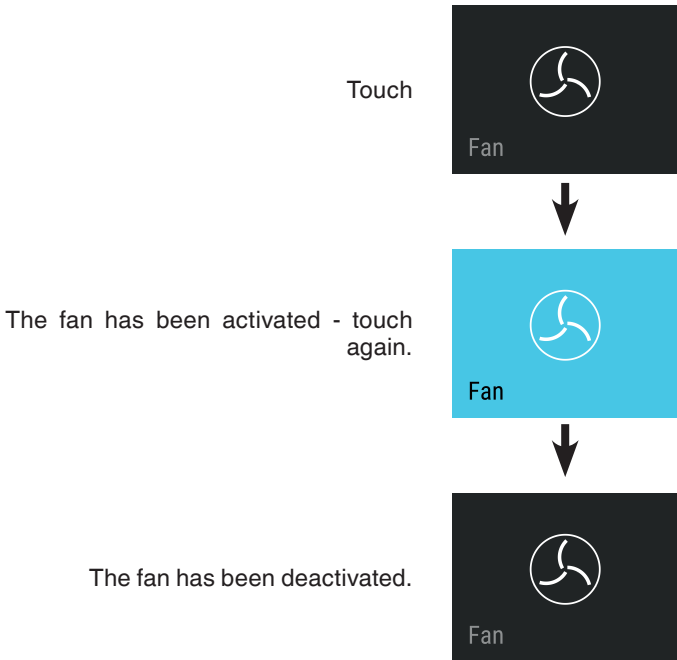 Touch
Fan
The fan has been activated - touch
again.
Fan
The fan has been deactivated.
Fan